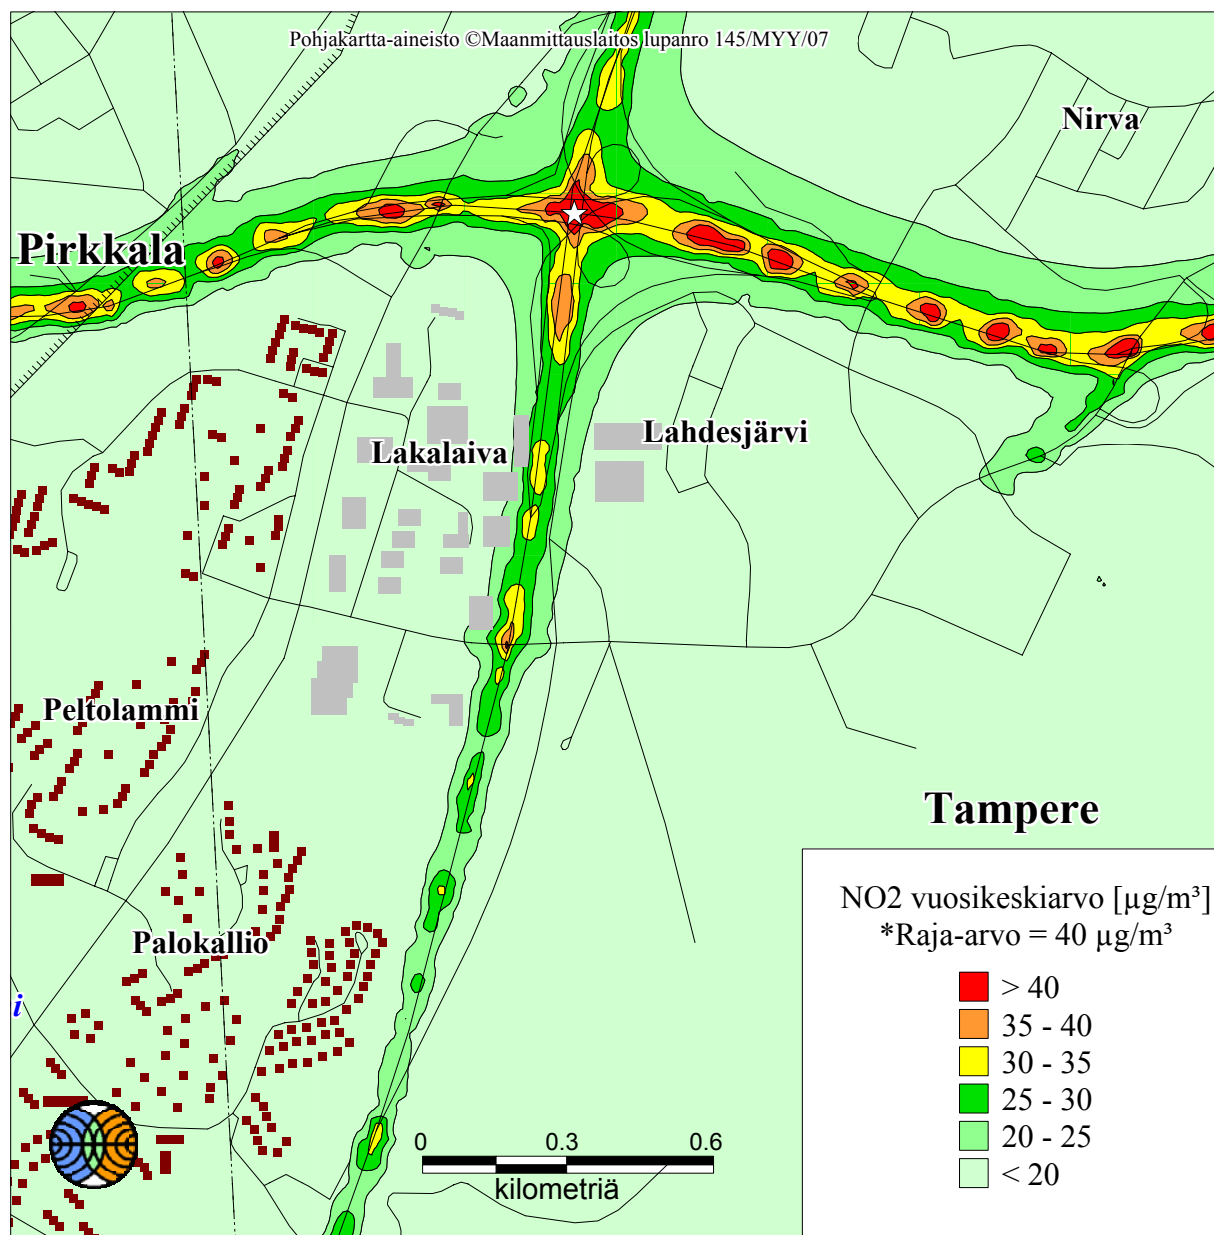 Pohjakartta-aineisto ©Maanmittauslaitos lupanro 145/MYY/07
Nirva
Pirkkala
Lakalaiva
Lahdesjärvi
Peltolammi
Tampere
Palokallio
i
NO2 vuosikeskiarvo [µg/m³]
*Raja-arvo = 40 µg/m³
> 40
35 - 40
30 - 35
25 - 30
20 - 25
< 20
0 0.3 0.6
kilometriä